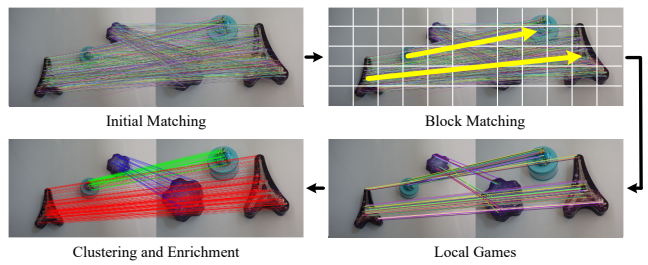 Initial Matching
Block Matching
Clustering and Enrichment
Local Games